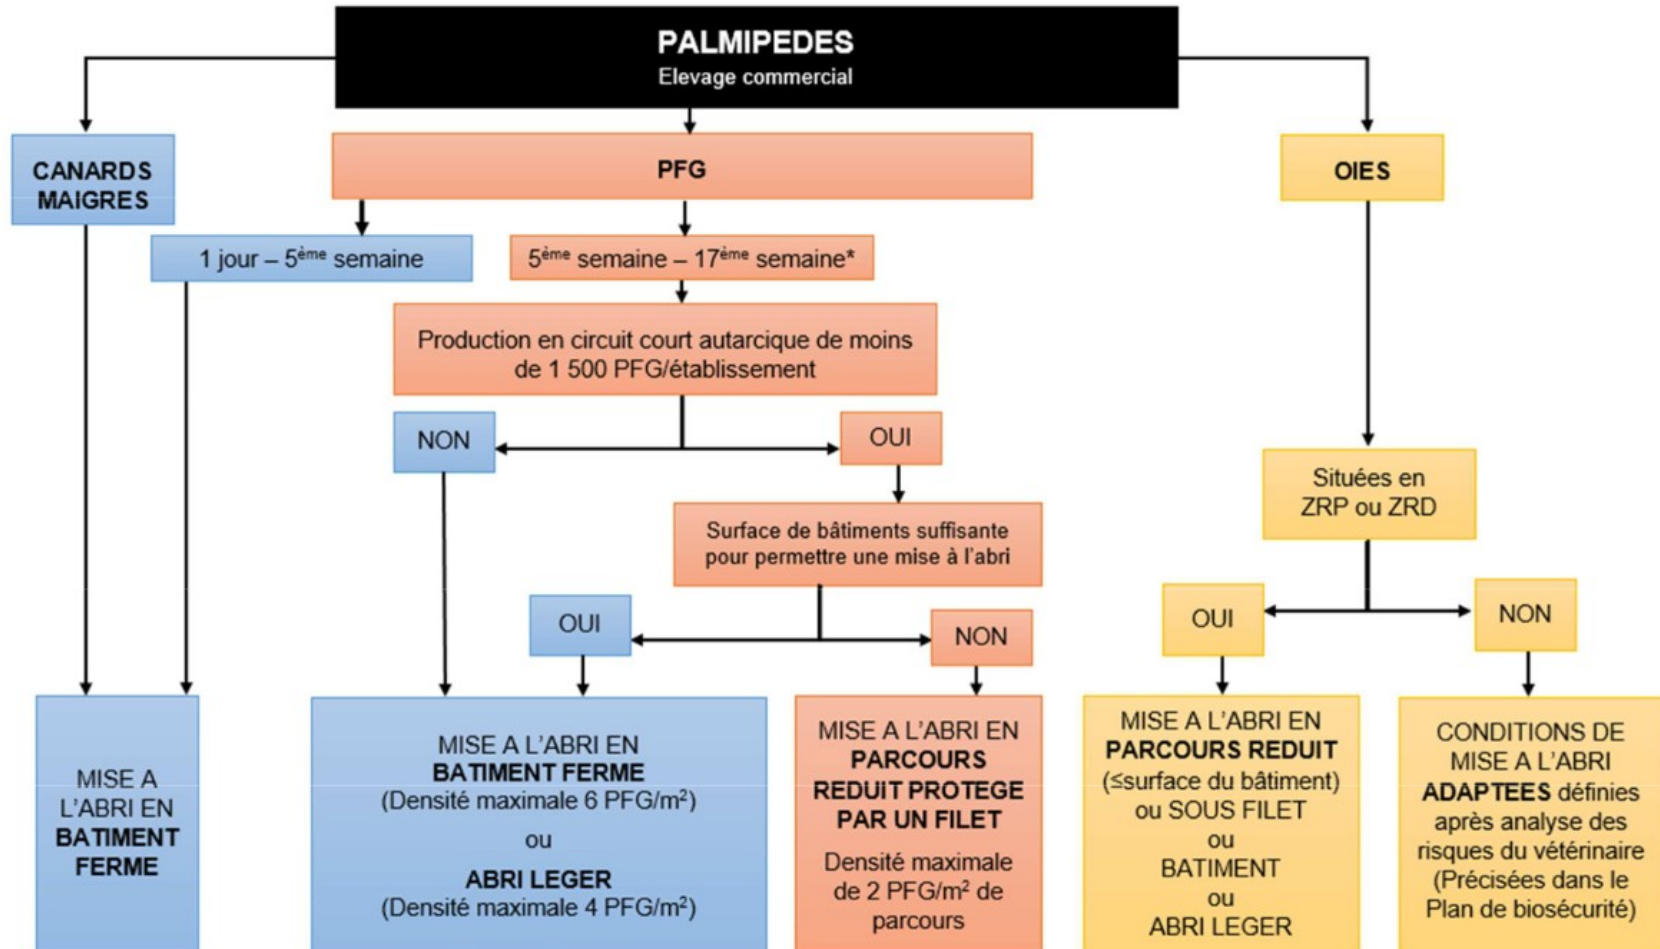 PALMIPEDES
Elevage commercial
CANARDS
MAIGRES
PFG
OIES
1 jour – 5ème semaine
5ème semaine – 17ème semaine*
Production en circuit court autarcique de moins
de 1 500 PFG/établissement
NON
OUI
Situées en
ZRP ou ZRD
Surface de bâtiments suffisante
pour permettre une mise à l'abri
OUI
NON
OUI
NON
MISE A
L'ABRI EN
BATIMENT
FERME
MISE A L'ABRI EN
BATIMENT FERME
(Densité maximale 6 PFG/m²)
ou
ABRI LEGER
(Densité maximale 4 PFG/m²)
MISE A L'ABRI EN
PARCOURS
REDUIT PROTEGE
PAR UN FILET
Densité maximale
de 2 PFG/m² de
parcours
MISE A L'ABRI EN
PARCOURS REDUIT
(≤surface du bâtiment)
ou SOUS FILET
ou
BATIMENT
ou
ABRI LEGER
CONDITIONS DE
MISE A L'ABRI
ADAPTEES définies
après analyse des
risques du vétérinaire
(Précisées dans le
Plan de biosécurité)